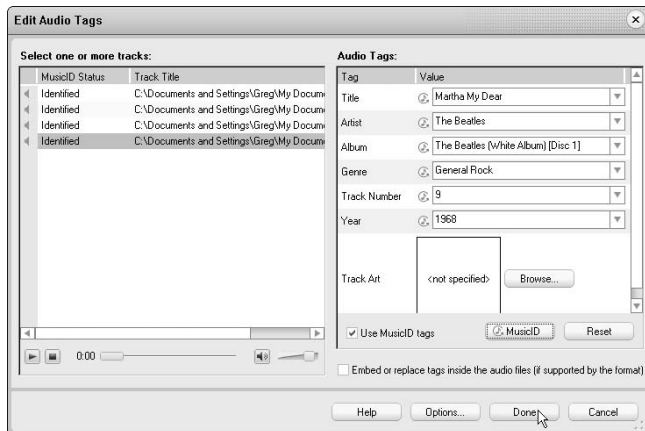 Edit Audio Tags
Select one or more tracks:
MusicID Status Track Title
Identified C:\Documents and Settings\Greg\My Docum
Identified C:\Documents and Settings\Greg\My Docum
Identified C:\Documents and Settings\Greg\My Docum
Identified C:\Documents and Settings\Greg\My Docum
0:00
Audio Tags:
Tag Value
Title Martha My Dear
Artist The Beatles
Album The Beatles (White Album) [Disc 1]
Genre General Rock
Track Number 9
Year 1968
Track Art <not specified> Browse...
Use MusicID tags MusicID Reset
Embed or replace tags inside the audio files (if supported by the format)
Help Options... Done Cancel